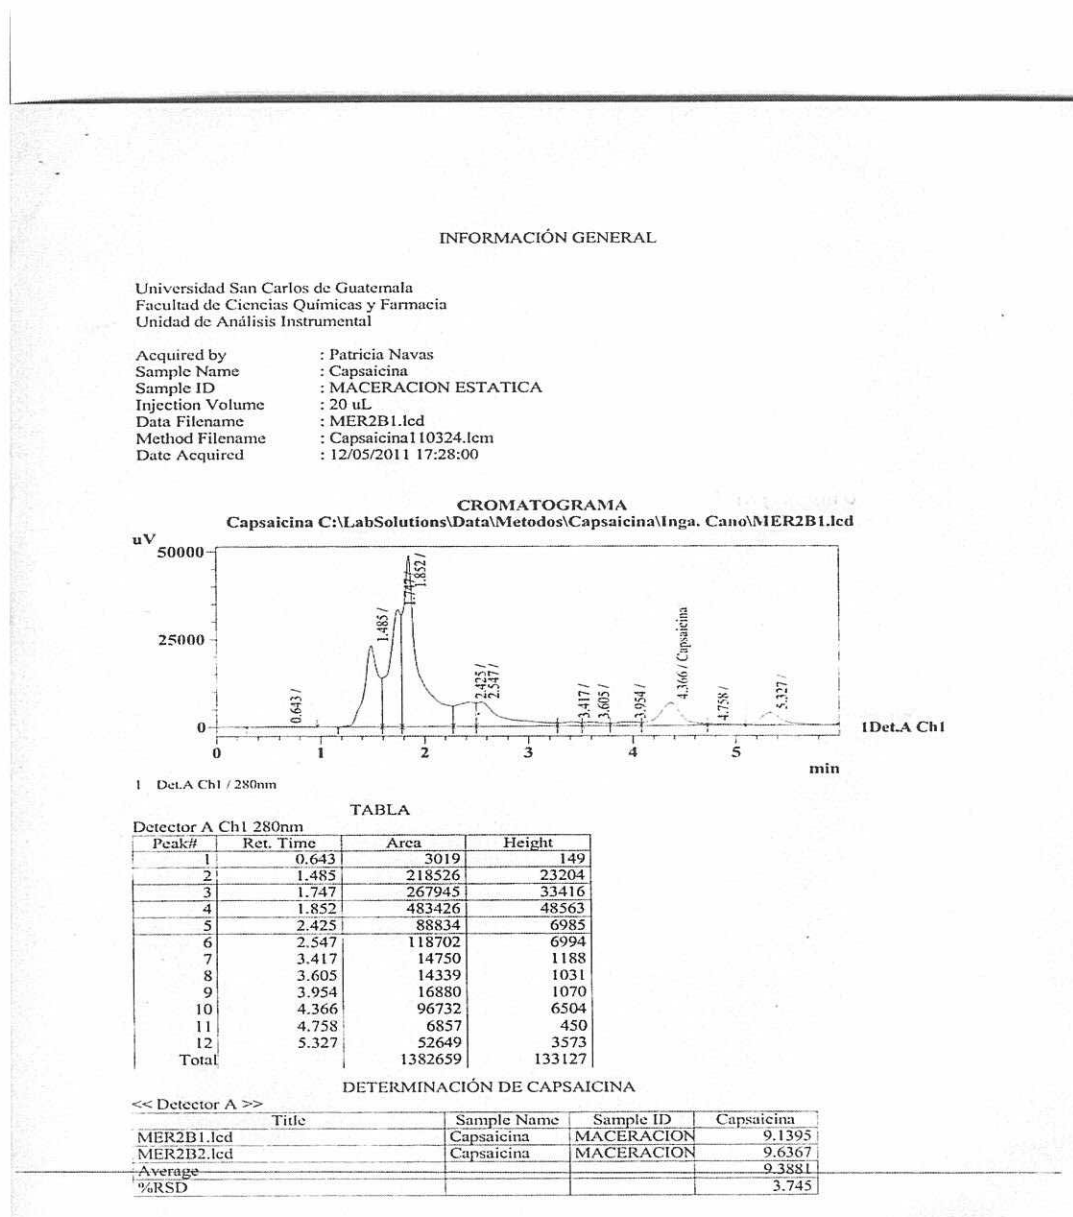 INFORMACIÓN GENERAL
Universidad San Carlos de Guatemala
Facultad de Ciencias Químicas y Farmacia
Unidad de Análisis Instrumental
Acquired by : Patricia Navas
Sample Name : Capsaicina
Sample ID : MACERACION ESTATICA
Injection Volume : 20 uL
Data Filename : MER2B1.lcd
Method Filename : Capsaicina110324.lcm
Date Acquired : 12/05/2011 17:28:00
CROMATOGRAMA
Capsaicina C:\LabSolutions\Data\Metodos\Capsaicina\Inga. Cano\MER2B1.lcd
uV
50000
25000
0
0.643 /
1.485 /
1.747 /
1.852 /
2.425 /
2.547 /
3.417 /
3.605 /
3.954 /
4.366 / Capsaicina
4.758 /
5.327 /
1Det.A Ch1
0 1 2 3 4 5
min
1 Det.A Ch1 / 280nm
TABLA
Detector A Ch1 280nm
Peak# Ret. Time Area Height
1 0.643 3019 149
2 1.485 218526 23204
3 1.747 267945 33416
4 1.852 483426 48563
5 2.425 88834 6985
6 2.547 118702 6994
7 3.417 14750 1188
8 3.605 14339 1031
9 3.954 16880 1070
10 4.366 96732 6504
11 4.758 6857 450
12 5.327 52649 3573
Total 1382659 133127
DETERMINACIÓN DE CAPSAICINA
<< Detector A >>
Title Sample Name Sample ID Capsaicina
MER2B1.lcd Capsaicina MACERACION 9.1395
MER2B2.lcd Capsaicina MACERACION 9.6367
Average 9.3881
%RSD 3.745